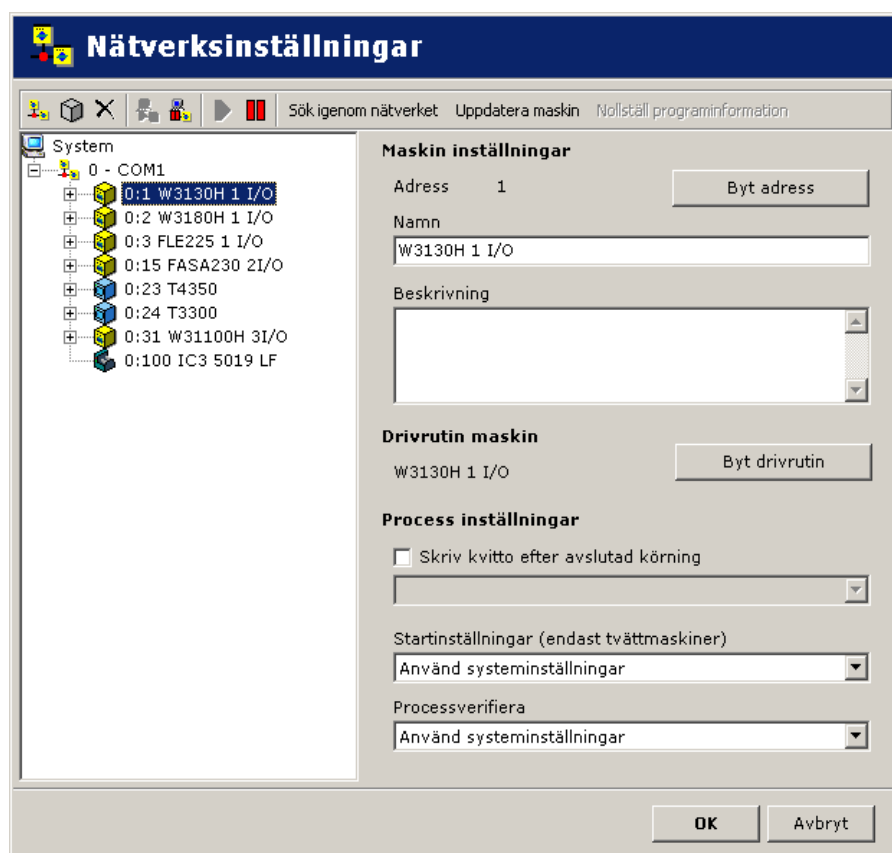 Nätverksinställningar
Sök igenom nätverket Uppdatera maskin Nollställ programinformation
System
0 - COM1
0:1 W3130H 1 I/O
0:2 W3180H 1 I/O
0:3 FLE225 1 I/O
0:15 FASA230 2I/O
0:23 T4350
0:24 T3300
0:31 W31100H 3I/O
0:100 IC3 5019 LF
Maskin inställningar
Adress 1 Byt adress
Namn
W3130H 1 I/O
Beskrivning
Drivrutin maskin
W3130H 1 I/O Byt drivrutin
Process inställningar
Skriv kvitto efter avslutad körning
Startinställningar (endast tvättmaskiner)
Använd systeminställningar
Processverifiera
Använd systeminställningar
OK Avbryt